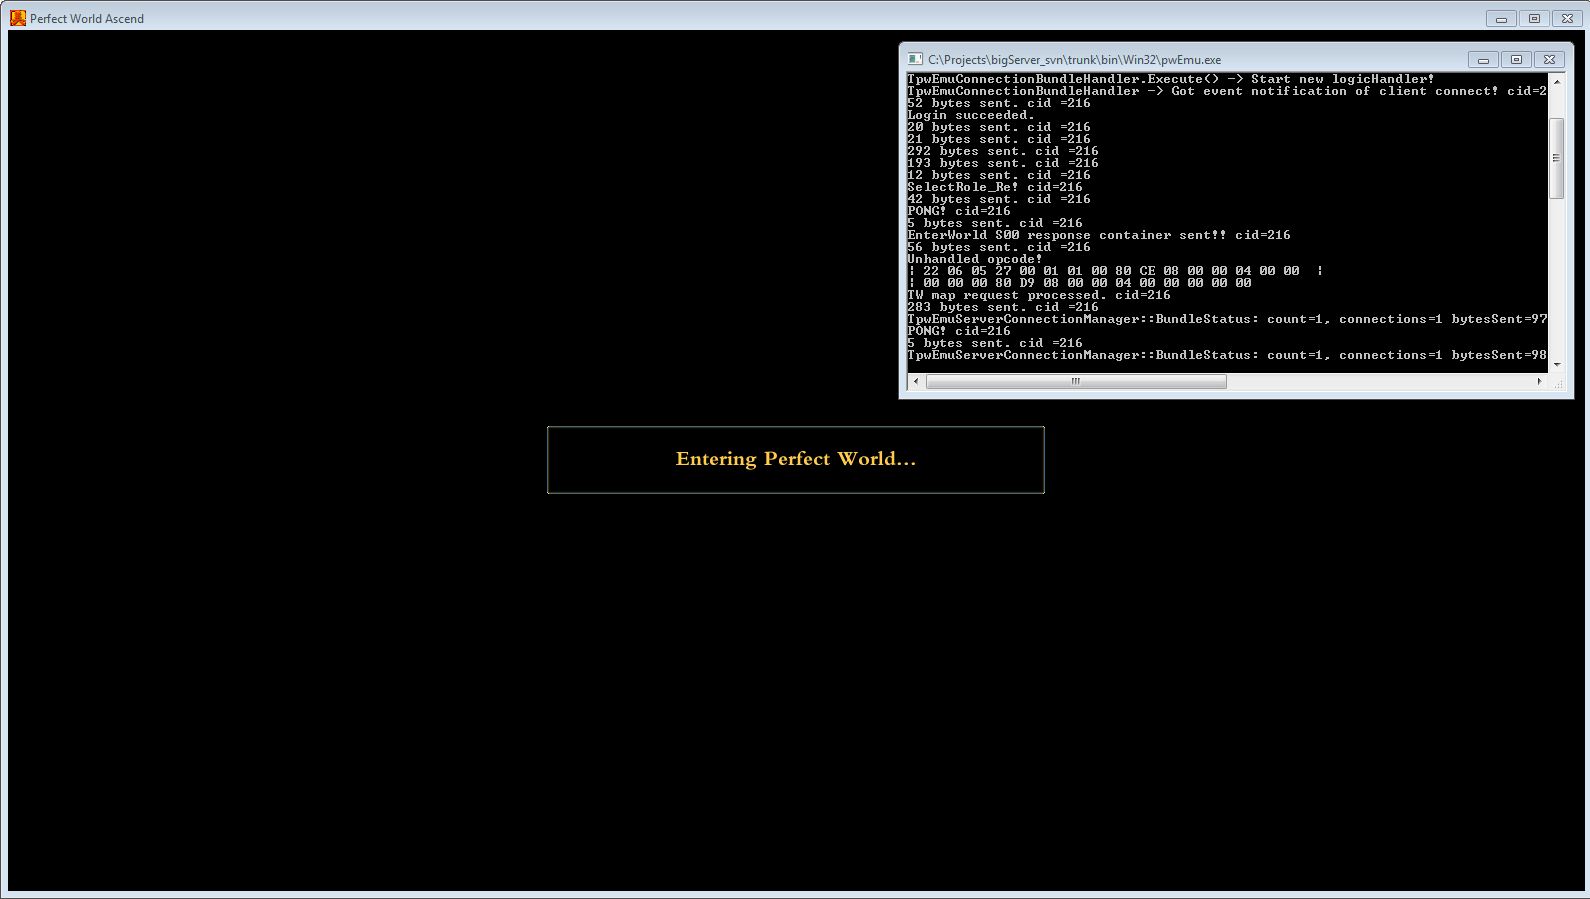 Perfect World Ascend
C:\Projects\bigServer_svn\trunk\bin\Win32\pwEmu.exe
TpwEmuConnectionBundleHandler.Execute() -> Start new logicHandler!
TpwEmuConnectionBundleHandler -> Got event notification of client connect! cid=2
52 bytes sent. cid =216
Login succeeded.
20 bytes sent. cid =216
21 bytes sent. cid =216
292 bytes sent. cid =216
193 bytes sent. cid =216
12 bytes sent. cid =216
SelectRole_Re! cid=216
42 bytes sent. cid =216
PONG! cid=216
5 bytes sent. cid =216
EnterWorld S00 response container sent!! cid=216
56 bytes sent. cid =216
Unhandled opcode!
¦ 22 06 05 27 00 01 01 00 80 CE 08 00 00 04 00 00  ¦
¦ 00 00 00 80 D9 08 00 00 04 00 00 00 00 00
TW map request processed. cid=216
283 bytes sent. cid =216
TpwEmuServerConnectionManager::BundleStatus: count=1, connections=1 bytesSent=97
PONG! cid=216
5 bytes sent. cid =216
TpwEmuServerConnectionManager::BundleStatus: count=1, connections=1 bytesSent=98
Entering Perfect World...